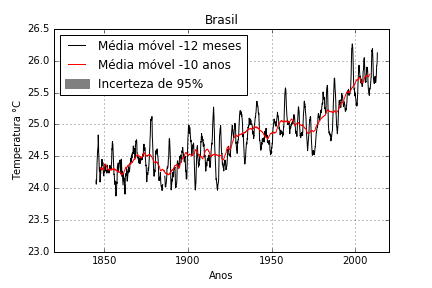 Brasil
Média móvel -12 meses
Média móvel -10 anos
Incerteza de 95%
Temperatura °C
26.5
26.0
25.5
25.0
24.5
24.0
23.5
23.0
1850
1900
1950
2000
Anos